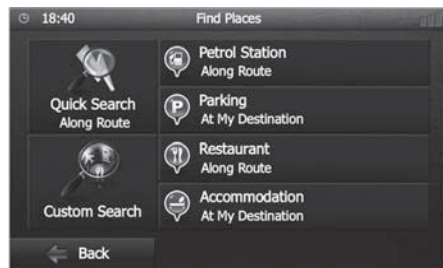 18:40 Find Places
Quick Search
Along Route
Custom Search
Petrol Station
Along Route
P Parking
At My Destination
Restaurant
Along Route
Accommodation
At My Destination
Back